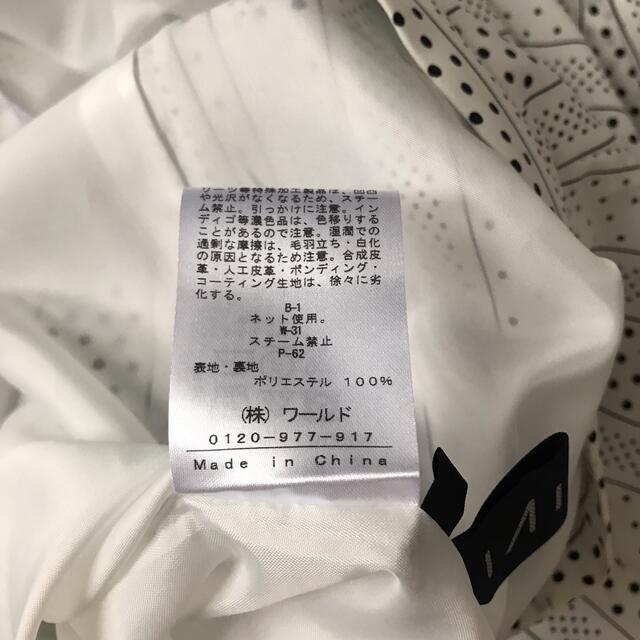 リーツ等特殊加工製品は、凹凸
や光沢がなくなるため、スチー
ム禁止。引っかけに注意。イン
ディゴ等濃色品は、色移りする
ことがあるので注意。湿潤での
過剰な摩擦は、毛羽立ち・白化
の原因となるため注意。合成皮
革・人工皮革・ボンディング・
コーティング生地は、徐々に劣
化する。
B-1
ネット使用。
W-31
スチーム禁止
P-62
表地・裏地
ポリエステル 100%
(株) ワールド
0120-977-917
Made in China